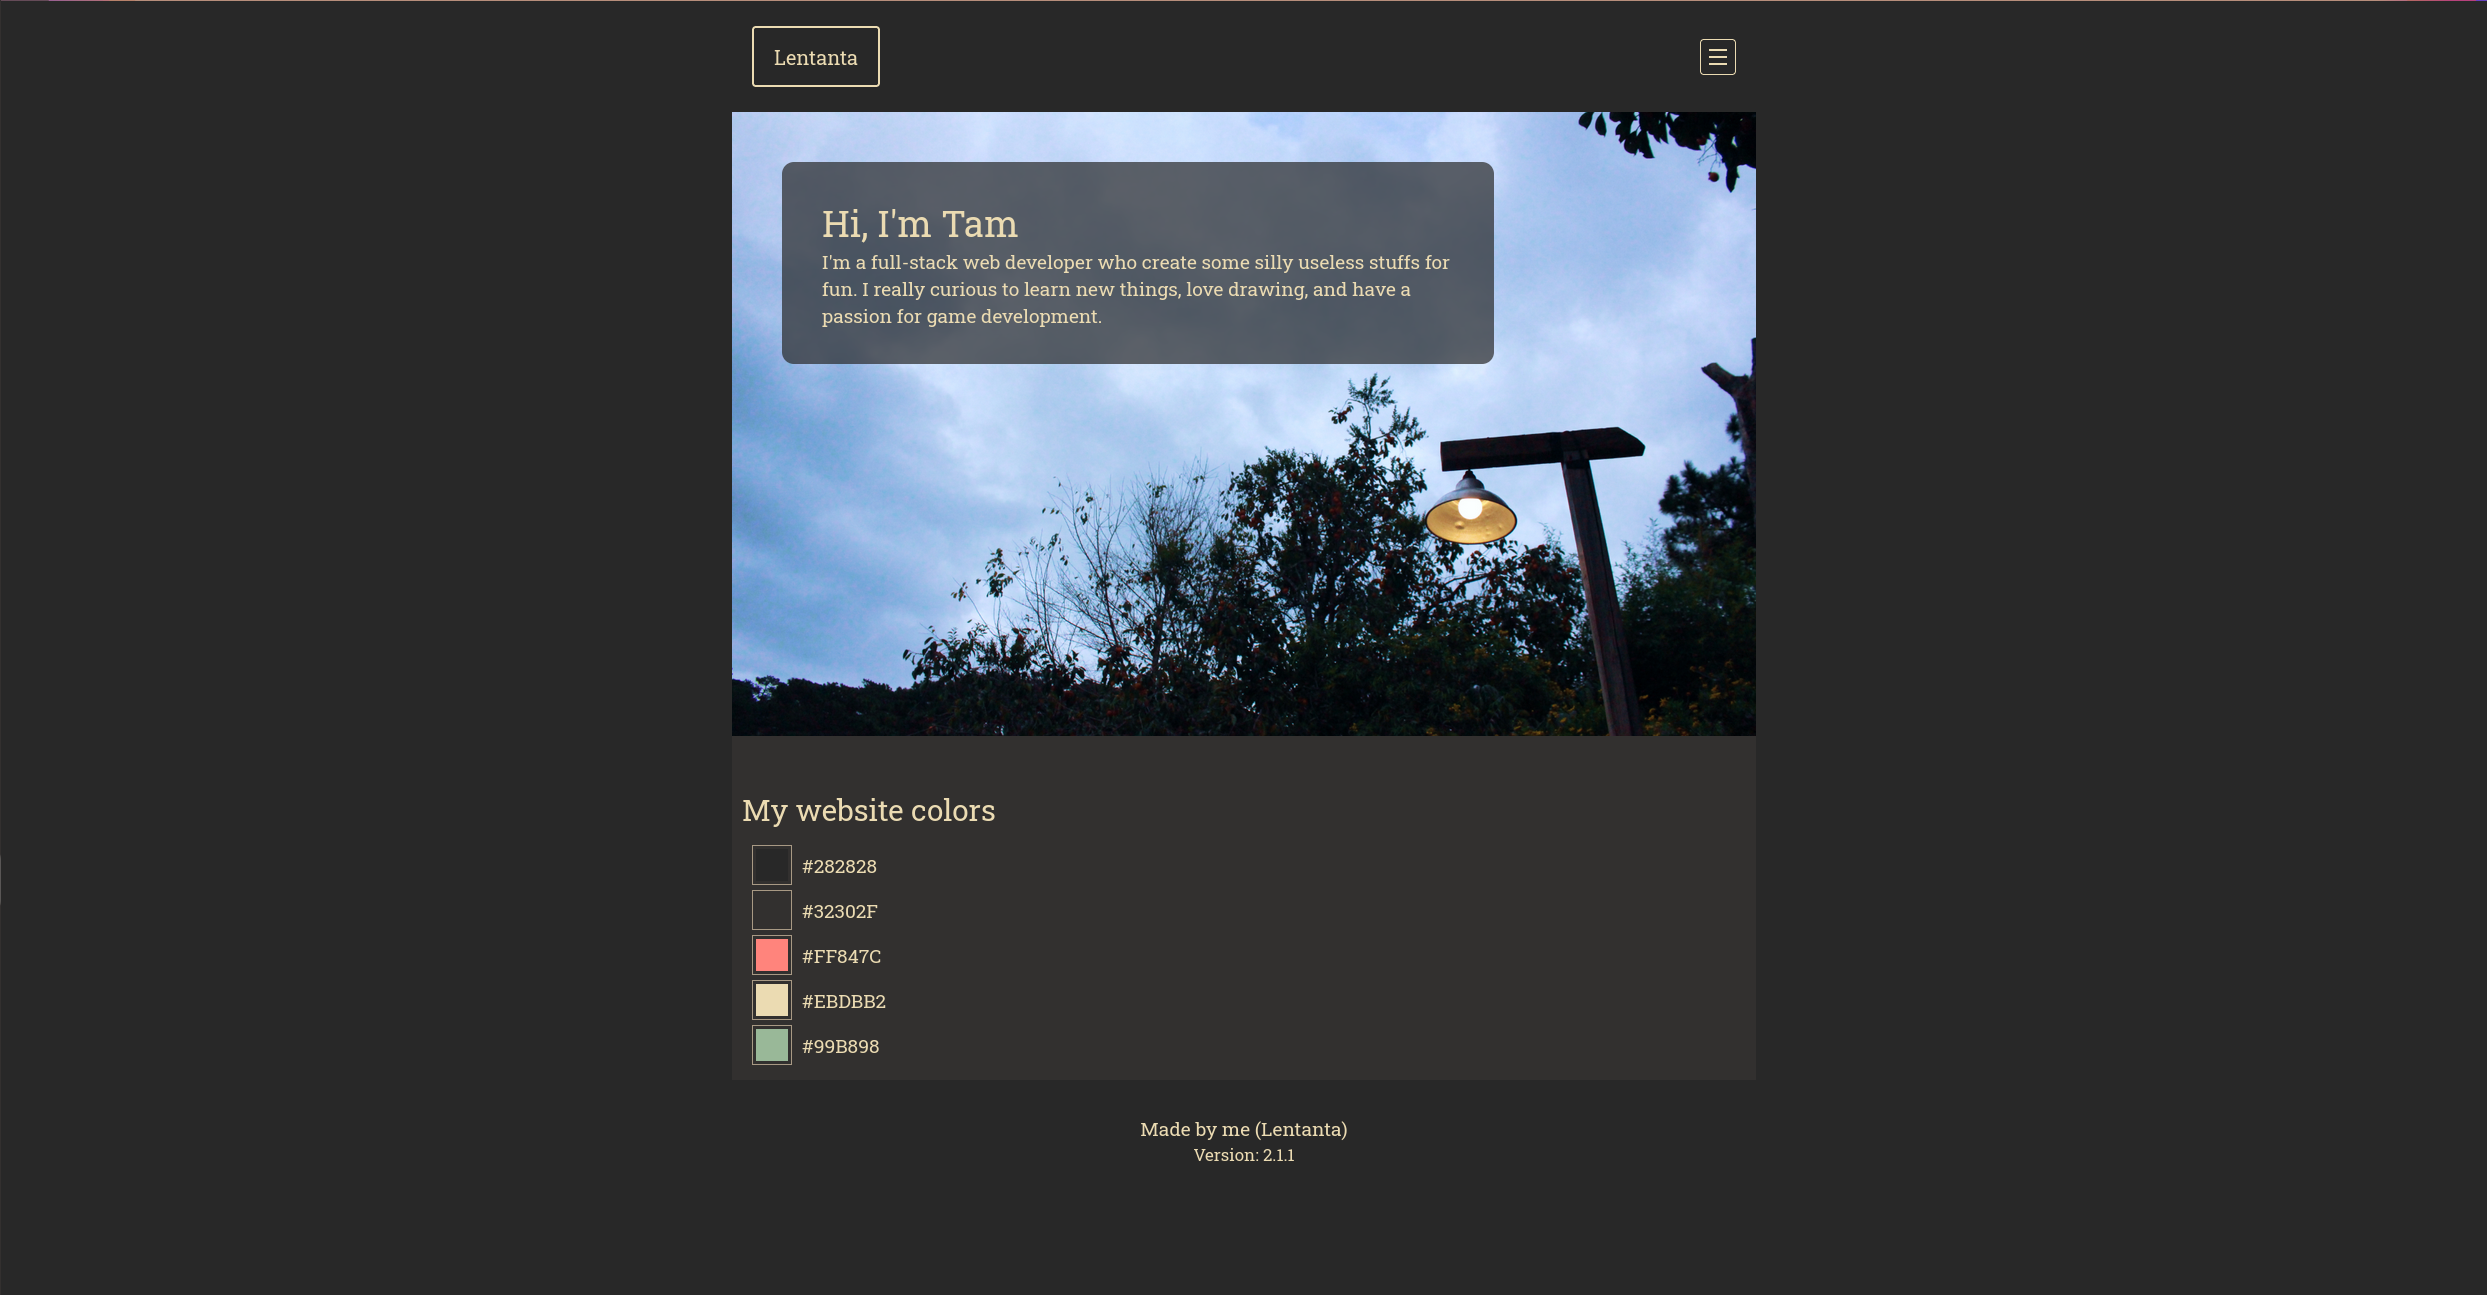 Lentanta
Hi, I'm Tam
I'm a full-stack web developer who create some silly useless stuffs for
fun. I really curious to learn new things, love drawing, and have a
passion for game development.
My website colors
#282828
#32302F
#FF847C
#EBDBB2
#99B898
Made by me (Lentanta)
Version: 2.1.1